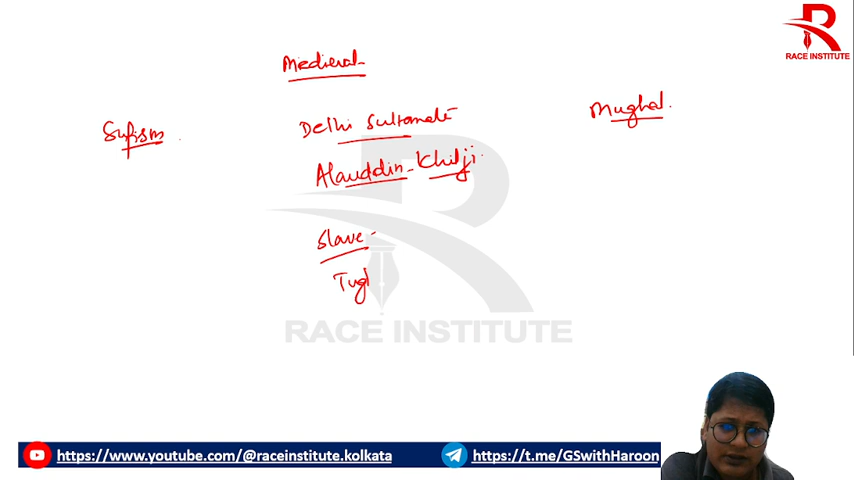 RACE INSTITUTE
Medieval-
Sufism.
Delhi Sultanate
Mughal.
Alauddin-Khilji.
Slave-
Tugl
RACE INSTITUTE
https://www.youtube.com/@raceinstitute.kolkata
https://t.me/GSwithHaroon